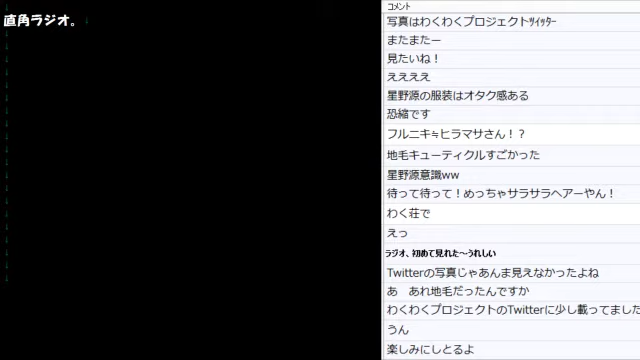 直角ラジオ。
コメント
写真はわくわくプロジェクトﾂｲｯﾀｰ
またまたー
見たいね！
ええええ
星野源の服装はオタク感ある
恐縮です
フルニキ≒ヒラマサさん！？
地毛キューティクルすごかった
星野源意識ww
待って待って！めっちゃサラサラヘアーやん！
わく荘で
えっ
ラジオ、初めて見れた〜うれしい
Twitterの写真じゃあんま見えなかったよね
あ　あれ地毛だったんですか
わくわくプロジェクトのTwitterに少し載ってました
うん
楽しみにしとるよ